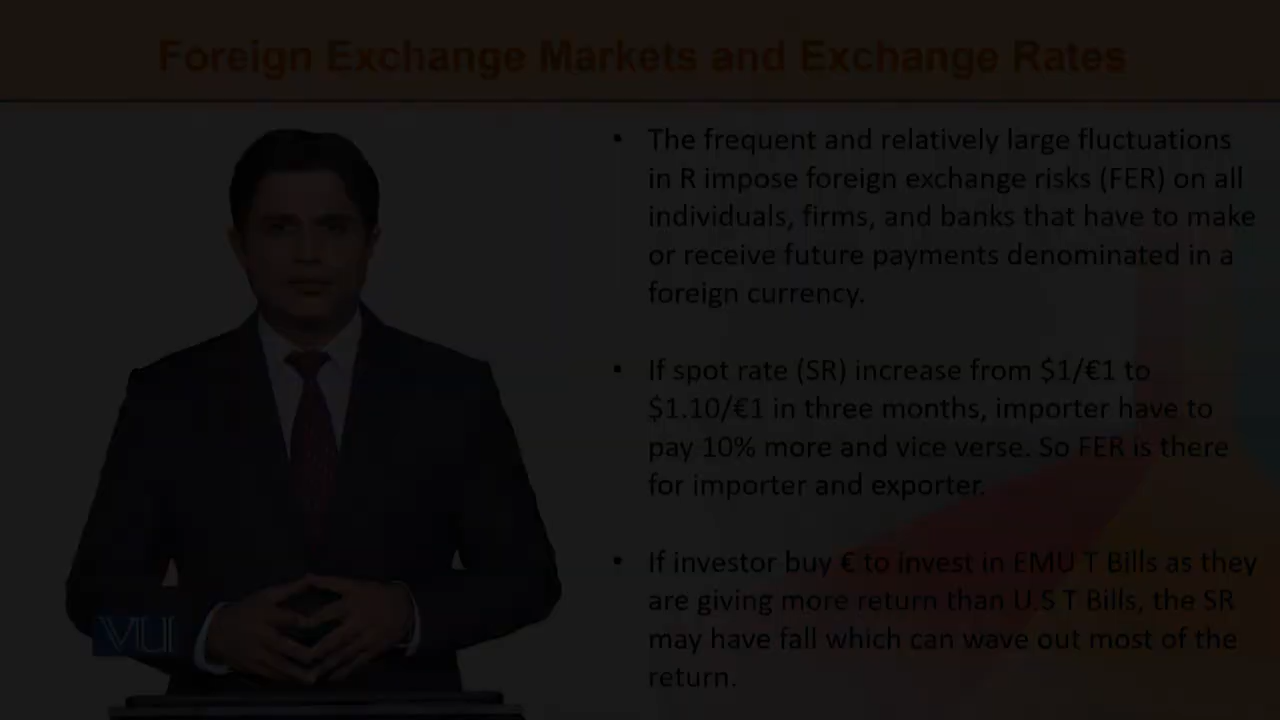 Foreign Exchange Markets and Exchange Rates
• The frequent and relatively large fluctuations
in R impose foreign exchange risks (FER) on all
individuals, firms, and banks that have to make
or receive future payments denominated in a
foreign currency.
• If spot rate (SR) increase from $1/€1 to
$1.10/€1 in three months, importer have to
pay 10% more and vice verse. So FER is there
for importer and exporter.
• If investor buy € to invest in EMU T Bills as they
are giving more return than U.S T Bills, the SR
may have fall which can wave out most of the
return.
VU